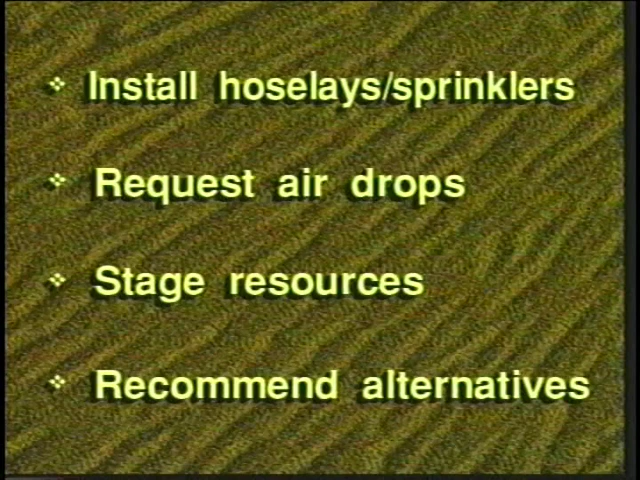 ❖ Install hoselays/sprinklers
❖ Request air drops
❖ Stage resources
❖ Recommend alternatives